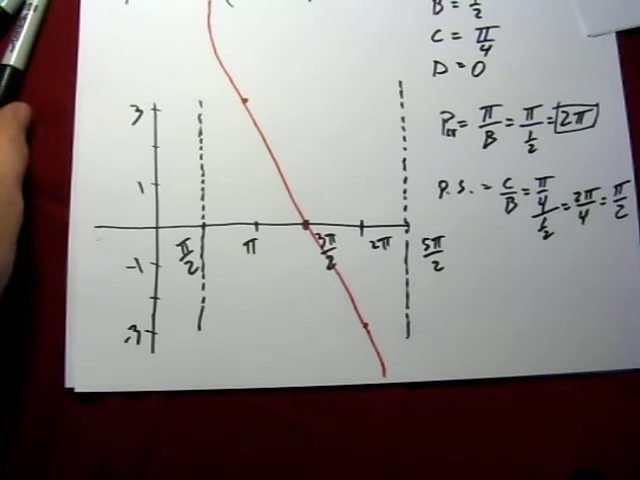 B = 1/2
C = π/4
D = 0
Per = π/B = π/(1/2) = 2π
P.S. = C/B = (π/4)/(1/2) = 2π/4 = π/2
3
1
-1
-3
π/2 π 3π/2 2π 5π/2